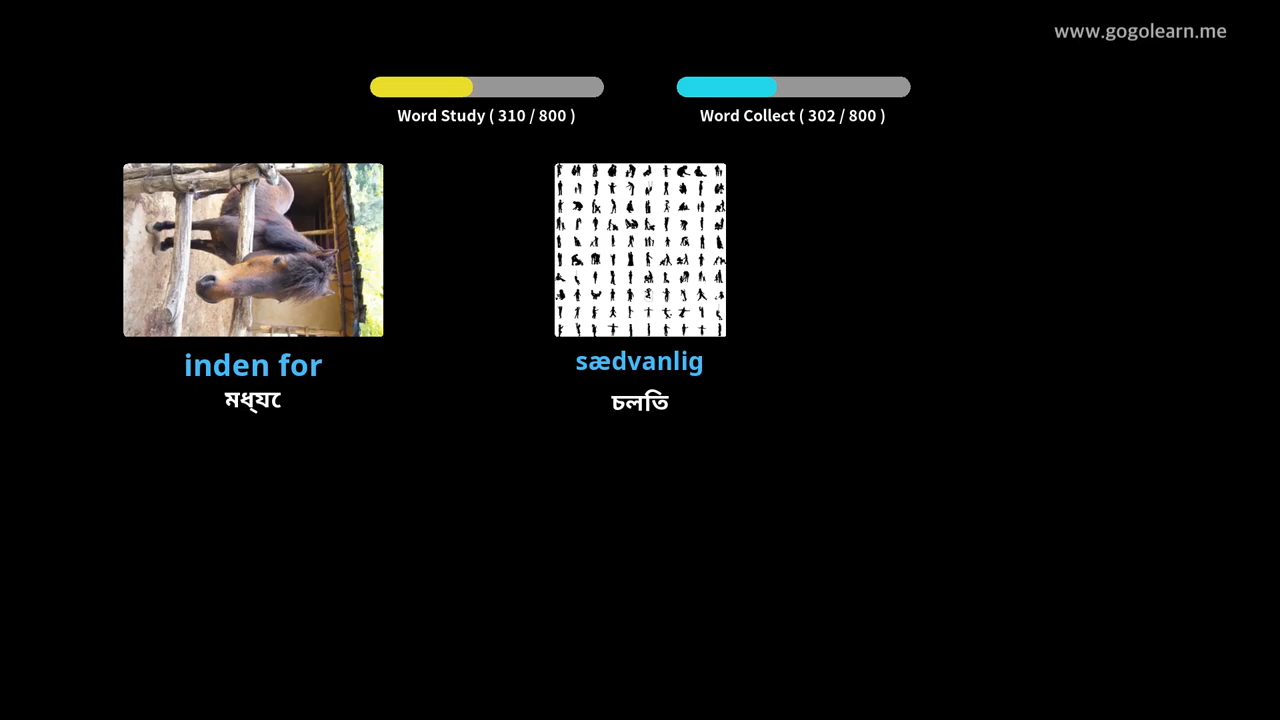 www.gogolearn.me
Word Study ( 310 / 800 )
Word Collect ( 302 / 800 )
inden for
মধ্যে
sædvanlig
চলতি